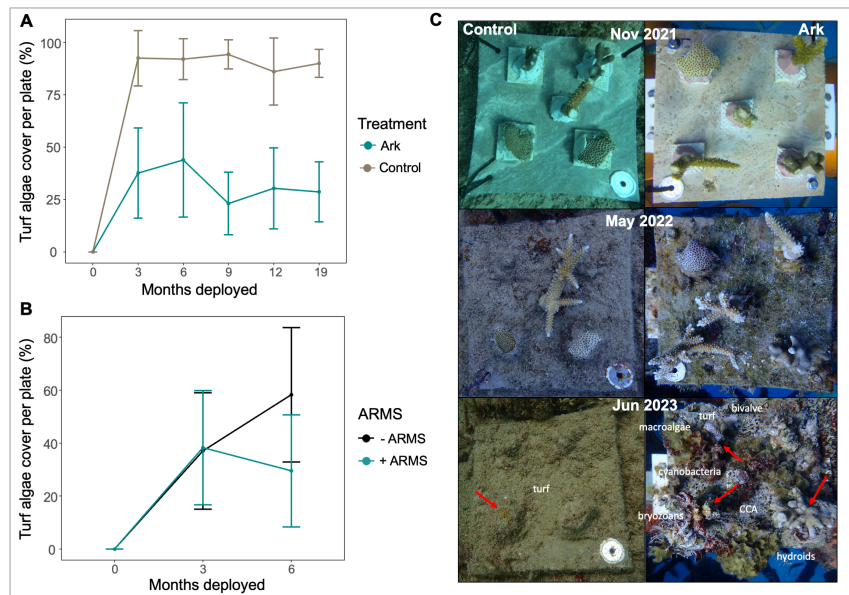 A
Turf algae cover per plate (%)
100
75
50
25
0
0 3 6 9 12 19
Months deployed
Treatment
Ark
Control
B
Turf algae cover per plate (%)
80
60
40
20
0
0 3 6
Months deployed
ARMS
- ARMS
+ ARMS
C
Control Nov 2021 Ark
May 2022
Jun 2023
turf
turf bivalve
macroalgae
cyanobacteria
bryozoans CCA
hydroids